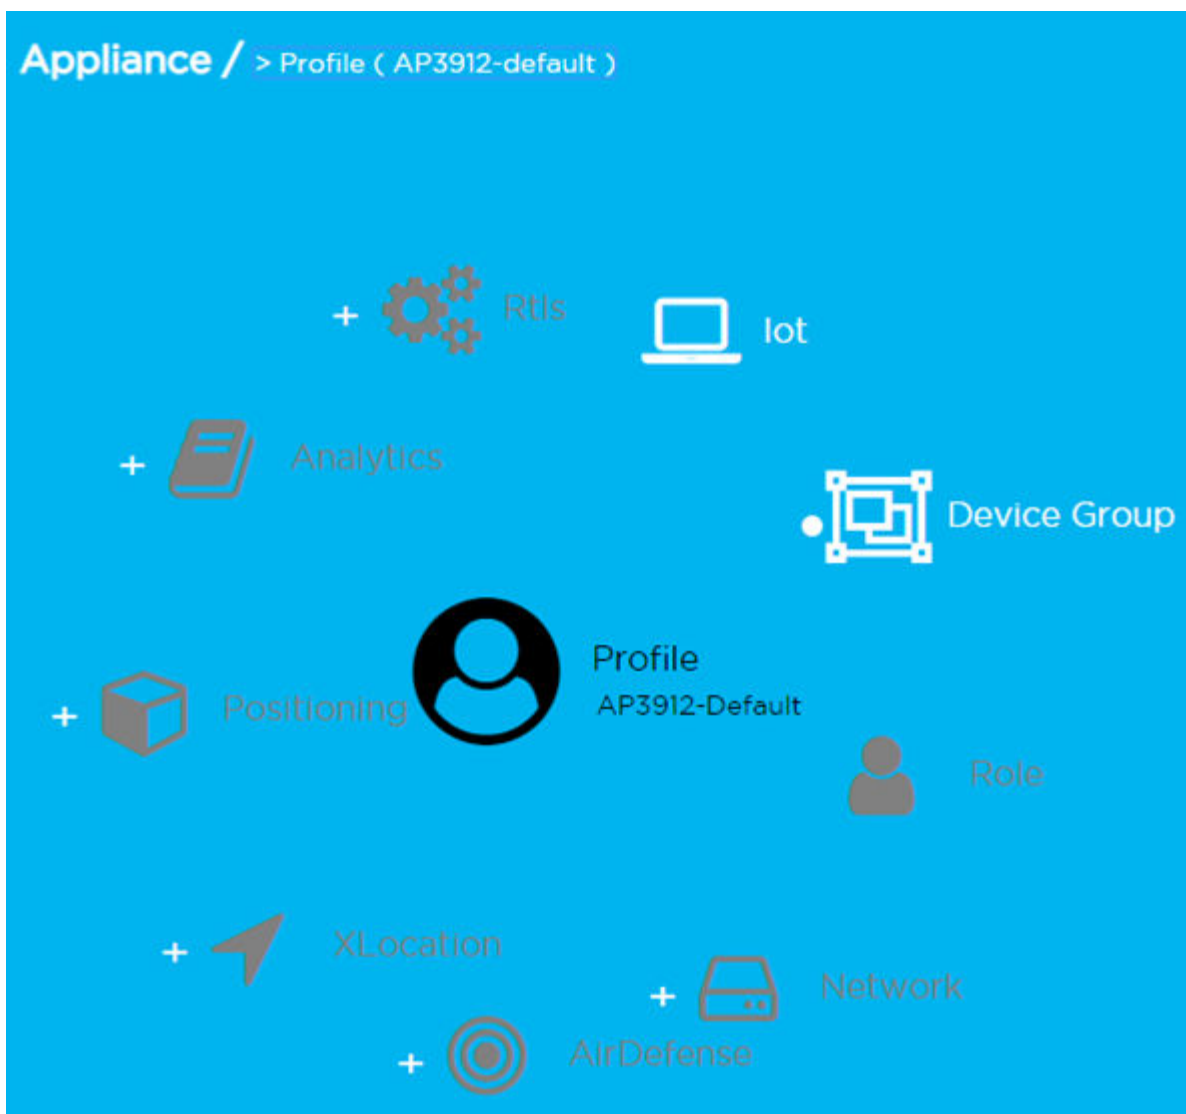 Appliance / > Profile ( AP3912-default )
+ Rtls
Iot
+ Analytics
Device Group
Profile
AP3912-Default
+ Positioning
Role
+ XLocation
+ Network
+ AirDefense